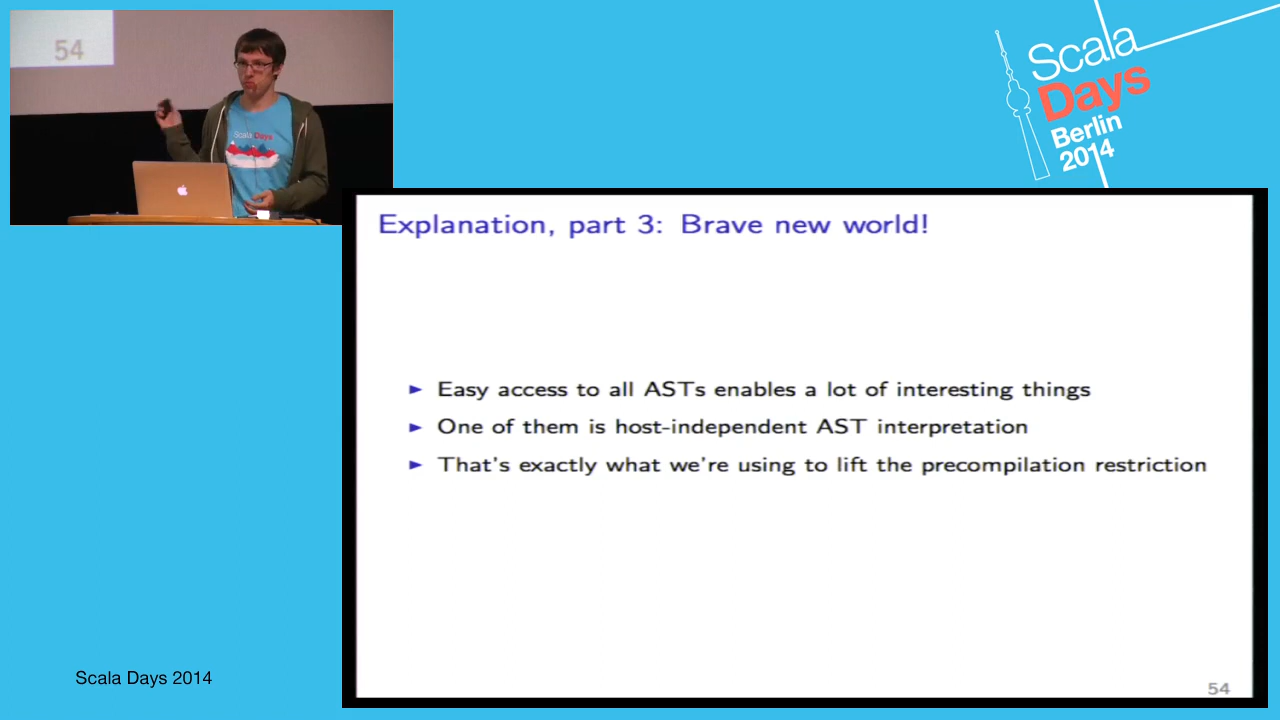 54
Scala Days
Scala
Days
Berlin
2014
Explanation, part 3: Brave new world!
► Easy access to all ASTs enables a lot of interesting things
► One of them is host-independent AST interpretation
► That's exactly what we're using to lift the precompilation restriction
54
Scala Days 2014